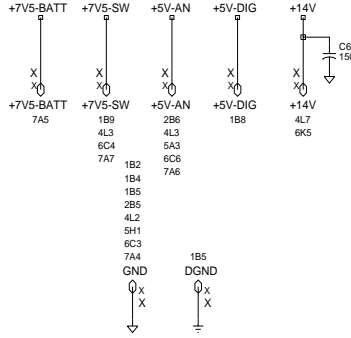 +7V5-BATT +7V5-SW +5V-AN +5V-DIG +14V
C6
X X X X X
X X X X X
+7V5-BATT +7V5-SW +5V-AN +5V-DIG +14V
7A5 1B9 2B6 1B8 4L7
4L3 4L3 6K5
6C4 5A3
7A7 6C6
7A6
1B2
1B4
1B5
2B5
4L2
5H1
6C3
7A4 1B5
GND DGND
X X
X X